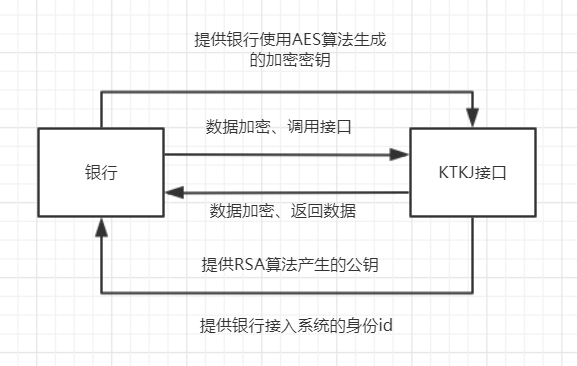 提供银行使用AES算法生成
的加密密钥
数据加密、调用接口
银行
KTKJ接口
数据加密、返回数据
提供RSA算法产生的公钥
提供银行接入系统的身份id